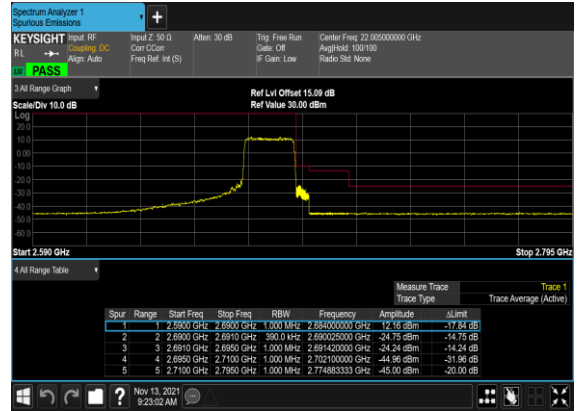 Spectrum Analyzer 1
Spurious Emissions
+
KEYSIGHT Input: RF Input Z: 50 Ω Atten: 30 dB Trig: Free Run Center Freq: 22.005000000 GHz
RL Coupling: DC Corr CCorr Gate: Off Avg|Hold: 100/100
Align: Auto Freq Ref: Int (S) IF Gain: Low Radio Std: None
PASS
3 All Range Graph
Ref Lvl Offset 15.09 dB
Scale/Div 10.0 dB Ref Value 30.00 dBm
Log
20.0
10.0
0.00
-10.0
-20.0
-30.0
-40.0
-50.0
-60.0
Start 2.590 GHz Stop 2.795 GHz
4 All Range Table
Measure Trace Trace 1
Trace Type Trace Average (Active)
Spur Range Start Freq Stop Freq RBW Frequency Amplitude ΔLimit
1 1 2.5900 GHz 2.6900 GHz 1.000 MHz 2.684000000 GHz 12.16 dBm -17.84 dB
2 2 2.6900 GHz 2.6910 GHz 390.0 kHz 2.690025000 GHz -24.75 dBm -14.75 dB
3 3 2.6910 GHz 2.6950 GHz 1.000 MHz 2.691420000 GHz -24.24 dBm -14.24 dB
4 4 2.6950 GHz 2.7100 GHz 1.000 MHz 2.702100000 GHz -44.96 dBm -31.96 dB
5 5 2.7100 GHz 2.7950 GHz 1.000 MHz 2.774883333 GHz -45.00 dBm -20.00 dB
? Nov 13, 2021
9:23:02 AM